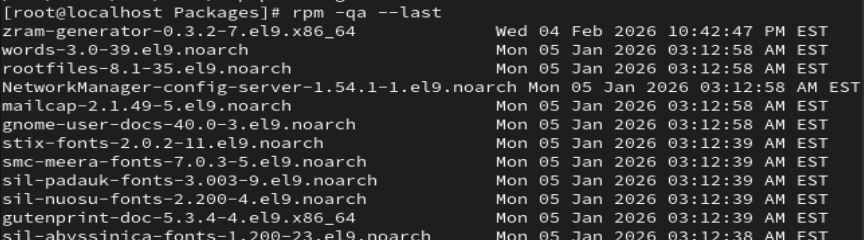 [root@localhost Packages]# rpm -qa --last
zram-generator-0.3.2-7.el9.x86_64 Wed 04 Feb 2026 10:42:47 PM EST
words-3.0-39.el9.noarch Mon 05 Jan 2026 03:12:58 AM EST
rootfiles-8.1-35.el9.noarch Mon 05 Jan 2026 03:12:58 AM EST
NetworkManager-config-server-1.54.1-1.el9.noarch Mon 05 Jan 2026 03:12:58 AM EST
mailcap-2.1.49-5.el9.noarch Mon 05 Jan 2026 03:12:58 AM EST
gnome-user-docs-40.0-3.el9.noarch Mon 05 Jan 2026 03:12:58 AM EST
stix-fonts-2.0.2-11.el9.noarch Mon 05 Jan 2026 03:12:39 AM EST
smc-meera-fonts-7.0.3-5.el9.noarch Mon 05 Jan 2026 03:12:39 AM EST
sil-padauk-fonts-3.003-9.el9.noarch Mon 05 Jan 2026 03:12:39 AM EST
sil-nuosu-fonts-2.200-4.el9.noarch Mon 05 Jan 2026 03:12:39 AM EST
gutenprint-doc-5.3.4-4.el9.x86_64 Mon 05 Jan 2026 03:12:39 AM EST
sil-abyssinica-fonts-1.200-23.el9.noarch Mon 05 Jan 2026 03:12:38 AM EST